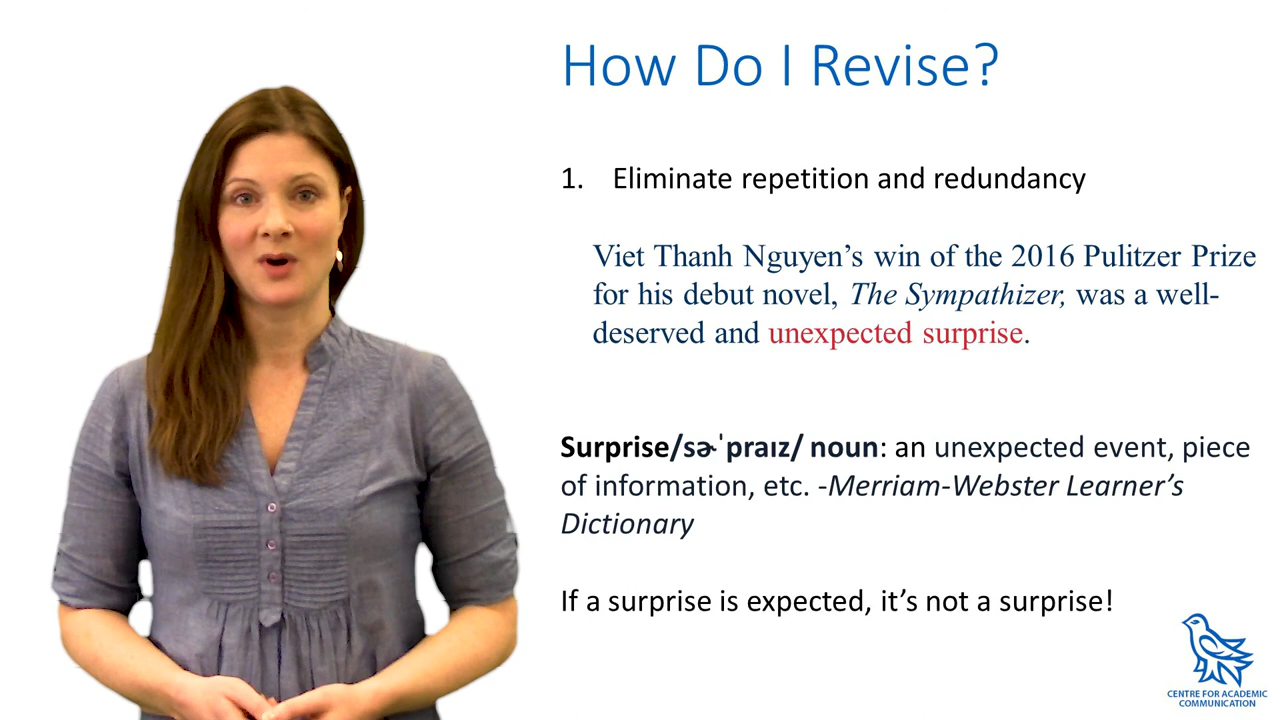 How Do I Revise?
1. Eliminate repetition and redundancy
Viet Thanh Nguyen’s win of the 2016 Pulitzer Prize
for his debut novel, The Sympathizer, was a well-
deserved and unexpected surprise.
Surprise/sɚˈpraɪz/ noun: an unexpected event, piece
of information, etc. -Merriam-Webster Learner’s
Dictionary
If a surprise is expected, it’s not a surprise!
CENTRE FOR ACADEMIC
COMMUNICATION